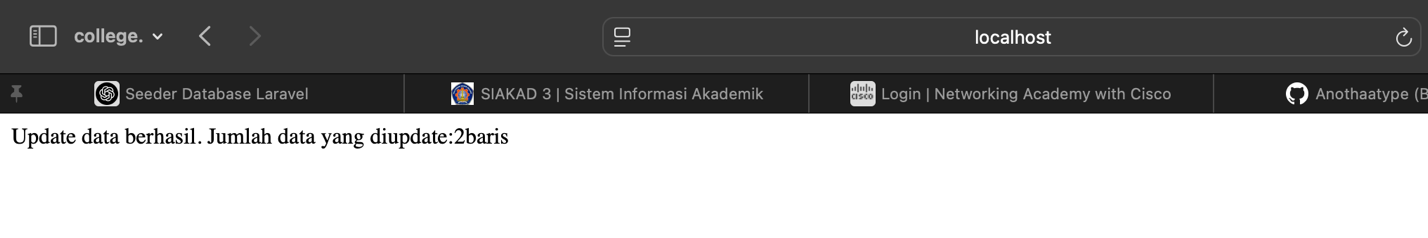 college.
localhost
Seeder Database Laravel
SIAKAD 3 | Sistem Informasi Akademik
Login | Networking Academy with Cisco
Anothaatype (B
Update data berhasil. Jumlah data yang diupdate:2baris